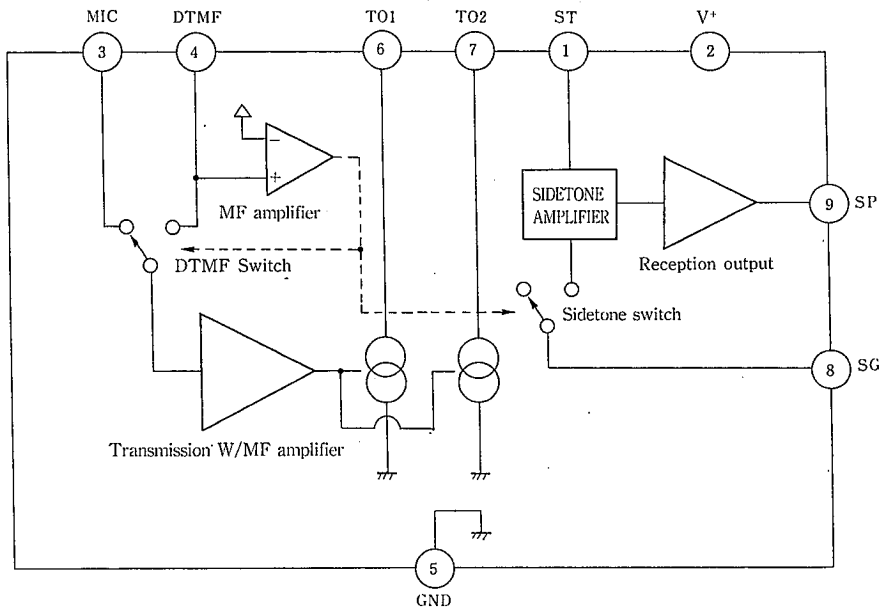 MIC DTMF TO1 TO2 ST V+
3 4 6 7 1 2
−
+
MF amplifier
SIDETONE
AMPLIFIER
9 SP
DTMF Switch
Reception output
Sidetone switch
8 SG
Transmission W/MF amplifier
5
GND